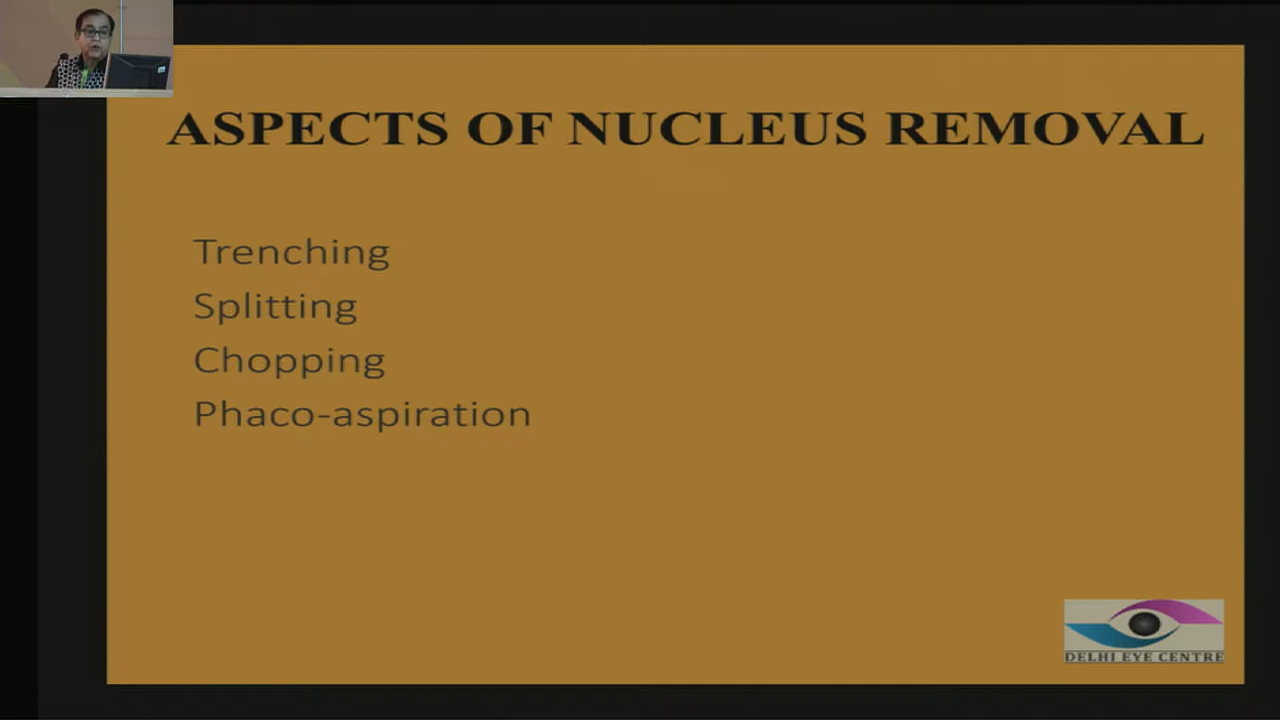 ASPECTS OF NUCLEUS REMOVAL
Trenching
Splitting
Chopping
Phaco-aspiration
DELHI EYE CENTRE